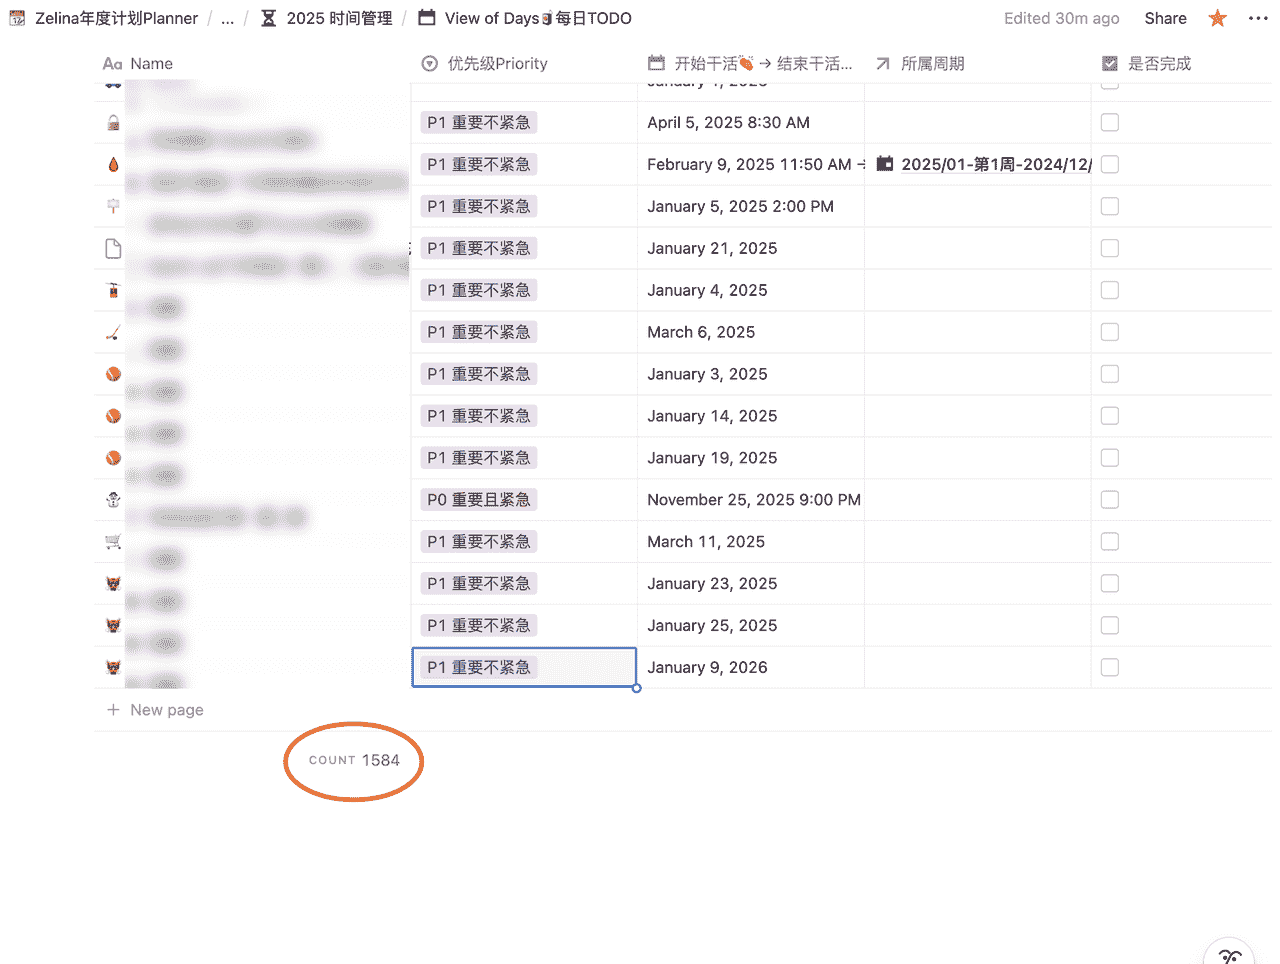 Zelina年度计划Planner / ... / 2025 时间管理 / View of Days每日TODO Edited 30m ago Share
Aa Name 优先级Priority 开始干活 → 结束干活... 所属周期 是否完成
January 1, 2025
P1 重要不紧急 April 5, 2025 8:30 AM
P1 重要不紧急 February 9, 2025 11:50 AM → 2025/01-第1周-2024/12/
P1 重要不紧急 January 5, 2025 2:00 PM
P1 重要不紧急 January 21, 2025
P1 重要不紧急 January 4, 2025
P1 重要不紧急 March 6, 2025
P1 重要不紧急 January 3, 2025
P1 重要不紧急 January 14, 2025
P1 重要不紧急 January 19, 2025
P0 重要且紧急 November 25, 2025 9:00 PM
P1 重要不紧急 March 11, 2025
P1 重要不紧急 January 23, 2025
P1 重要不紧急 January 25, 2025
P1 重要不紧急 January 9, 2026
+ New page
COUNT 1584